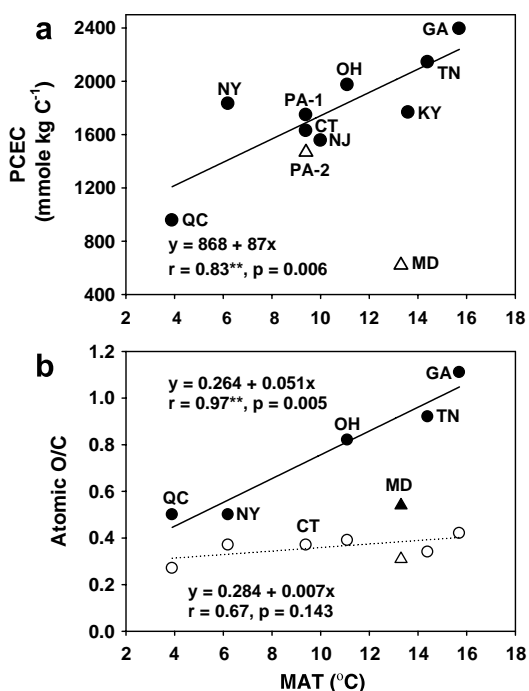 a
2400
2000
1600
1200
800
400
PCEC
(mmole kg C⁻¹)
GA
TN
OH
NY
PA-1
KY
CT
NJ
PA-2
QC
MD
y = 868 + 87x
r = 0.83**, p = 0.006
2 4 6 8 10 12 14 16 18
b
1.2
1.0
0.8
0.6
0.4
0.2
0.0
Atomic O/C
y = 0.264 + 0.051x
r = 0.97**, p = 0.005
GA
TN
OH
MD
QC
NY
CT
y = 0.284 + 0.007x
r = 0.67, p = 0.143
2 4 6 8 10 12 14 16 18
MAT (°C)